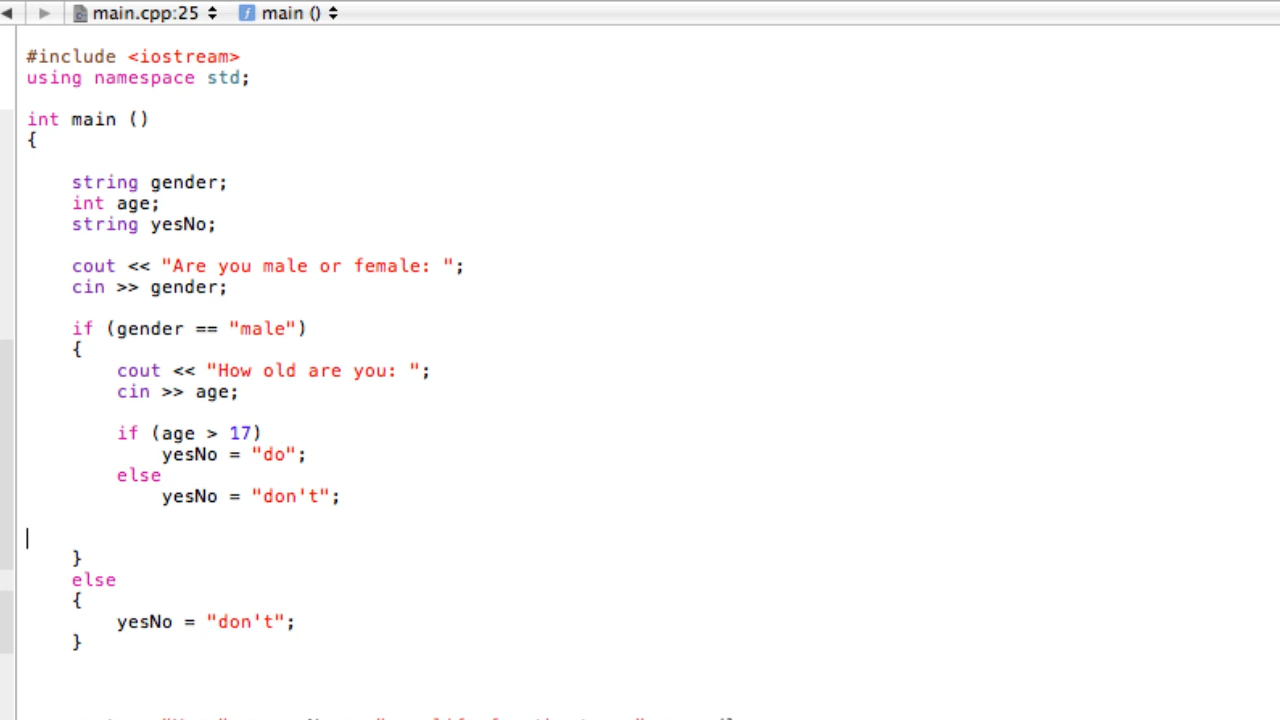 main.cpp:25 main ()
#include <iostream>
using namespace std;
int main ()
{
string gender;
int age;
string yesNo;
cout << "Are you male or female: ";
cin >> gender;
if (gender == "male")
{
cout << "How old are you: ";
cin >> age;
if (age > 17)
yesNo = "do";
else
yesNo = "don't";
}
else
{
yesNo = "don't";
}